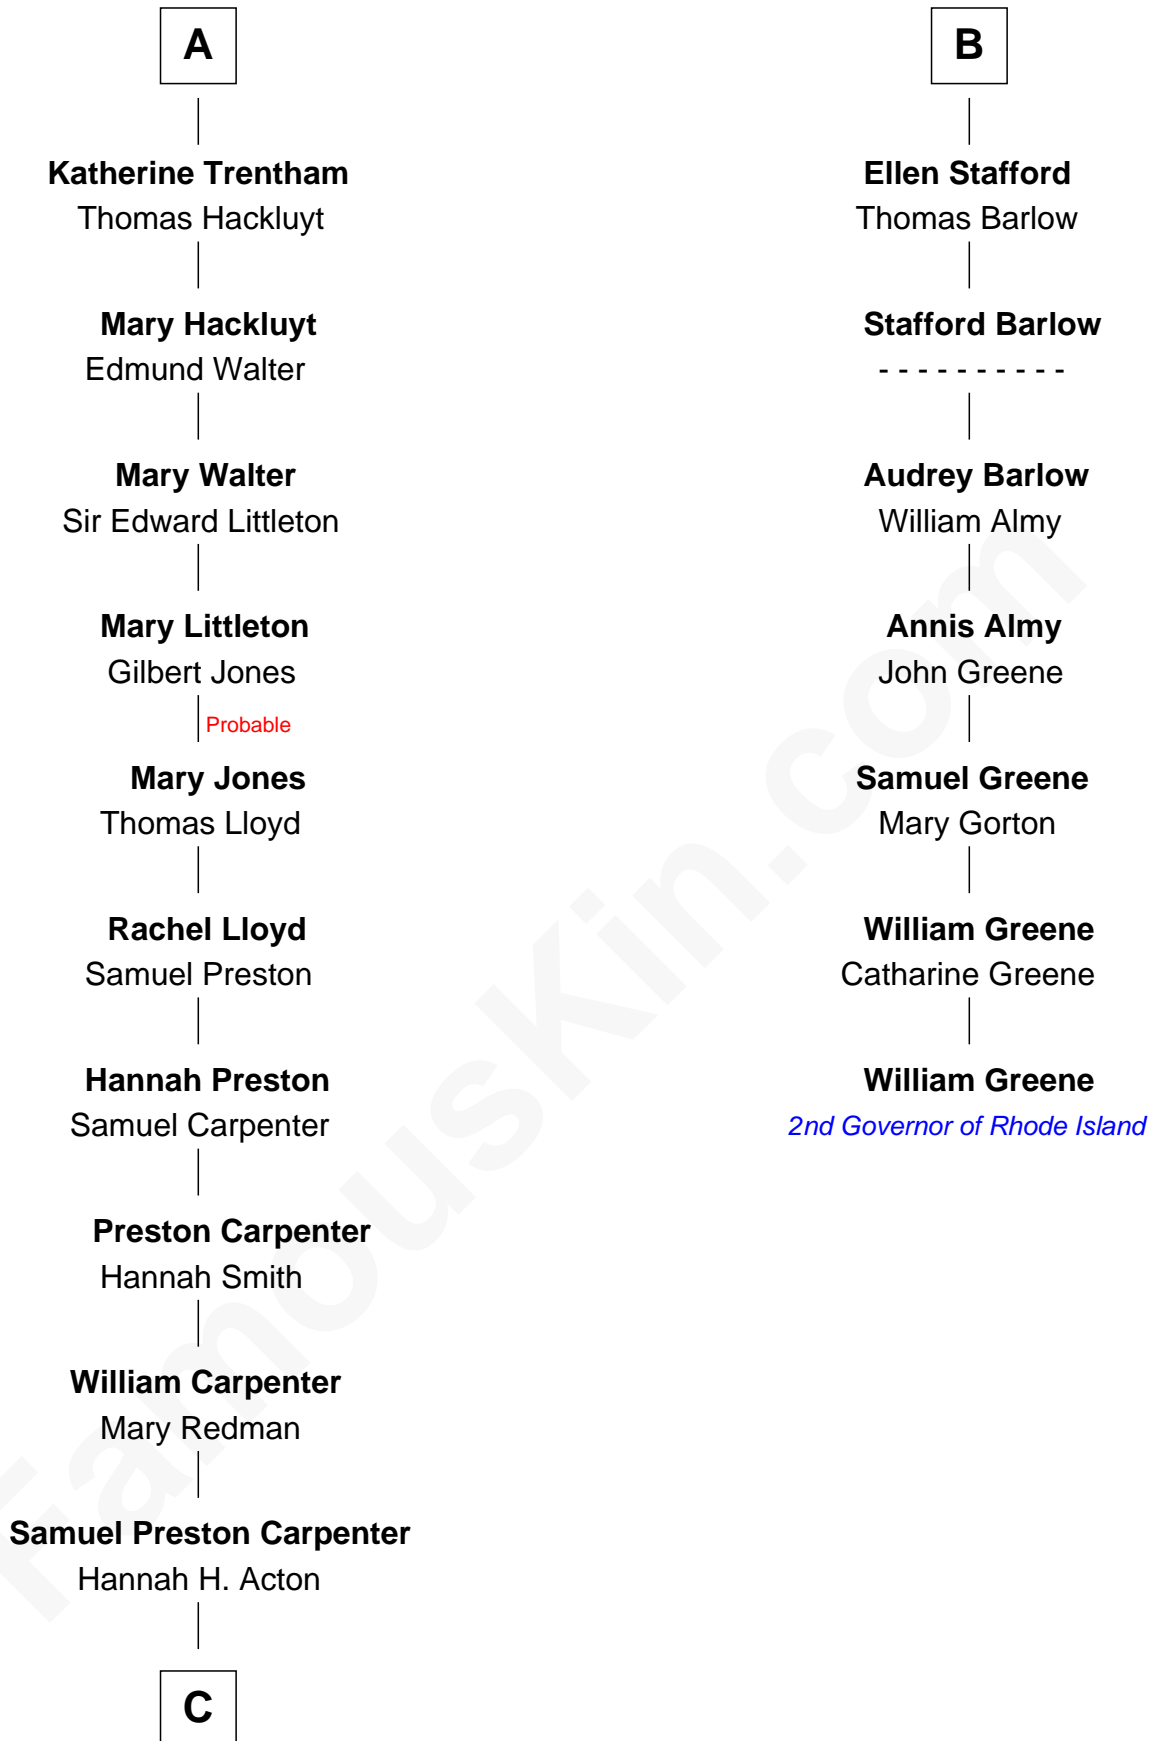 A
Katherine Trentham
Thomas Hackluyt
Mary Hackluyt
Edmund Walter
Mary Walter
Sir Edward Littleton
Mary Littleton
Gilbert Jones
Probable
Mary Jones
Thomas Lloyd
Rachel Lloyd
Samuel Preston
Hannah Preston
Samuel Carpenter
Preston Carpenter
Hannah Smith
William Carpenter
Mary Redman
Samuel Preston Carpenter
Hannah H. Acton
C
B
Ellen Stafford
Thomas Barlow
Stafford Barlow
- - - - - - - - - -
Audrey Barlow
William Almy
Annis Almy
John Greene
Samuel Greene
Mary Gorton
William Greene
Catharine Greene
William Greene
2nd Governor of Rhode Island
FamousKin.com